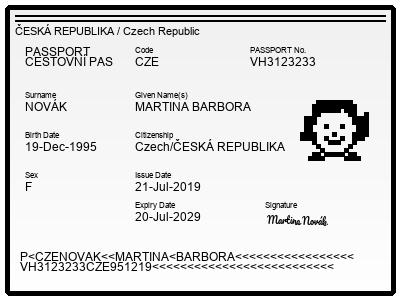 ČESKÁ REPUBLIKA / Czech Republic
PASSPORT
CESTOVNÍ PAS
Code
CZE
PASSPORT No.
VH3123233
Surname
NOVÁK
Given Name(s)
MARTINA BARBORA
Birth Date
19-Dec-1995
Citizenship
Czech/ČESKÁ REPUBLIKA
Sex
F
Issue Date
21-Jul-2019
Expiry Date
20-Jul-2029
Signature
Martina Novák
P<CZENOVAK<<MARTINA<BARBORA<<<<<<<<<<<<<<<<<
VH3123233CZE951219<<<<<<<<<<<<<<<<<<<<<<<<<<